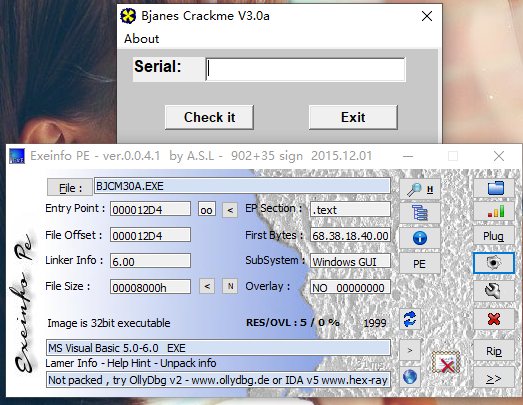 Bjanes Crackme V3.0a
About
Serial:
Check it
Exit
Exeinfo PE - ver.0.0.4.1 by A.S.L - 902+35 sign 2015.12.01
File :
BJCM30A.EXE
H
Entry Point :
000012D4
oo
<
EP Section :
.text
File Offset :
000012D4
First Bytes :
68.38.18.40.00
Plug
Linker Info :
6.00
SubSystem :
Windows GUI
PE
File Size :
00008000h
<
N
Overlay :
NO 00000000
Image is 32bit executable
RES/OVL : 5 / 0 %
1999
MS Visual Basic 5.0-6.0 EXE
>
Rip
Lamer Info - Help Hint - Unpack info
Not packed , try OllyDbg v2 - www.ollydbg.de or IDA v5 www.hex-ray
>>
Exeinfo Pe